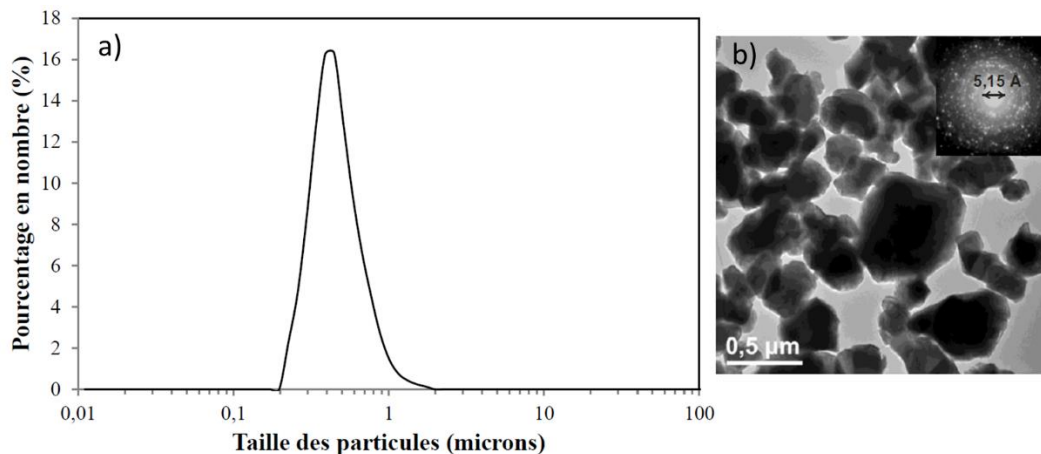 a)
Pourcentage en nombre (%)
18
16
14
12
10
8
6
4
2
0
0,01
0,1
1
10
100
Taille des particules (microns)
b)
5,15 Å
0,5 µm